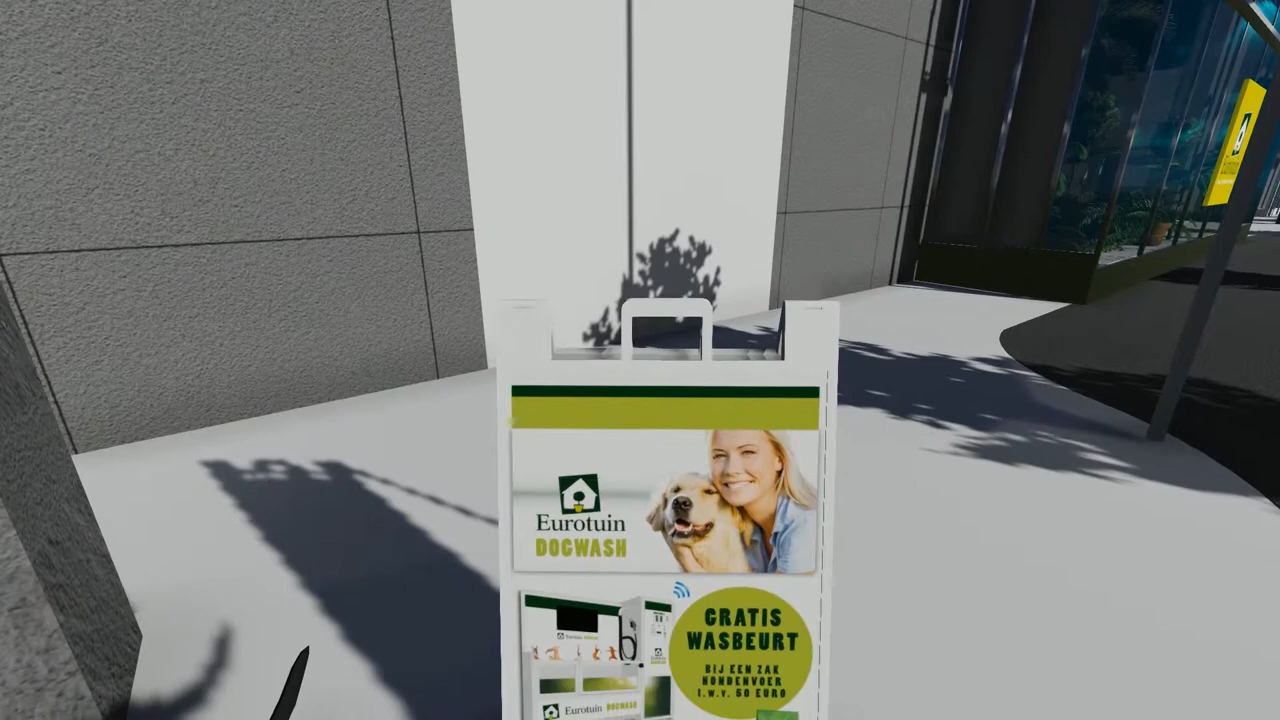 Eurotuin
DOGWASH
GRATIS
WASBEURT
BIJ EEN ZAK
HONDENVOER
t.w.v. 50 EURO
Eurotuin DOGWASH